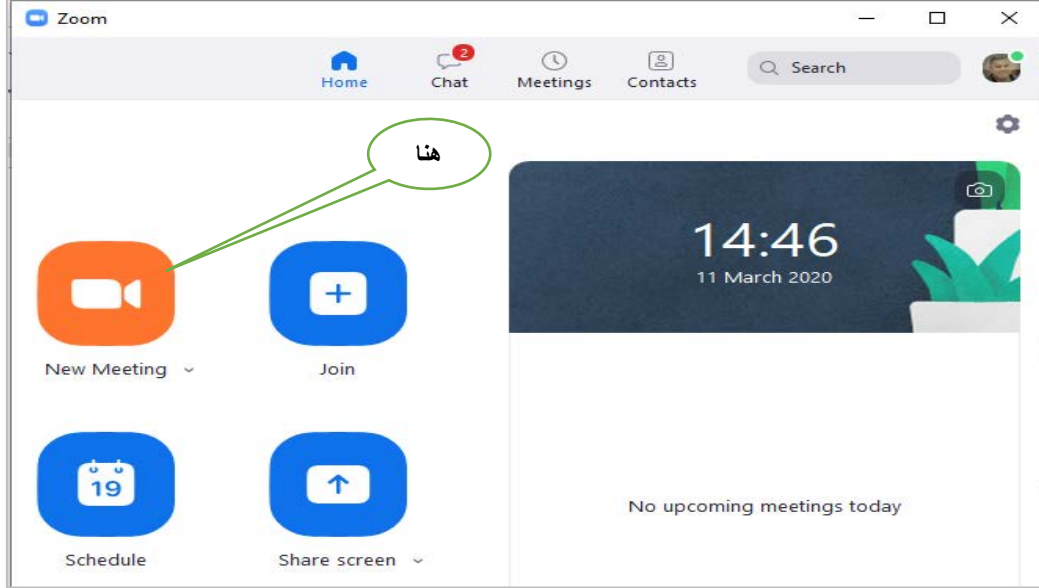 Zoom
2
Home
Chat
Meetings
Contacts
Search
هنا
14:46
11 March 2020
New Meeting
Join
19
Schedule
Share screen
No upcoming meetings today